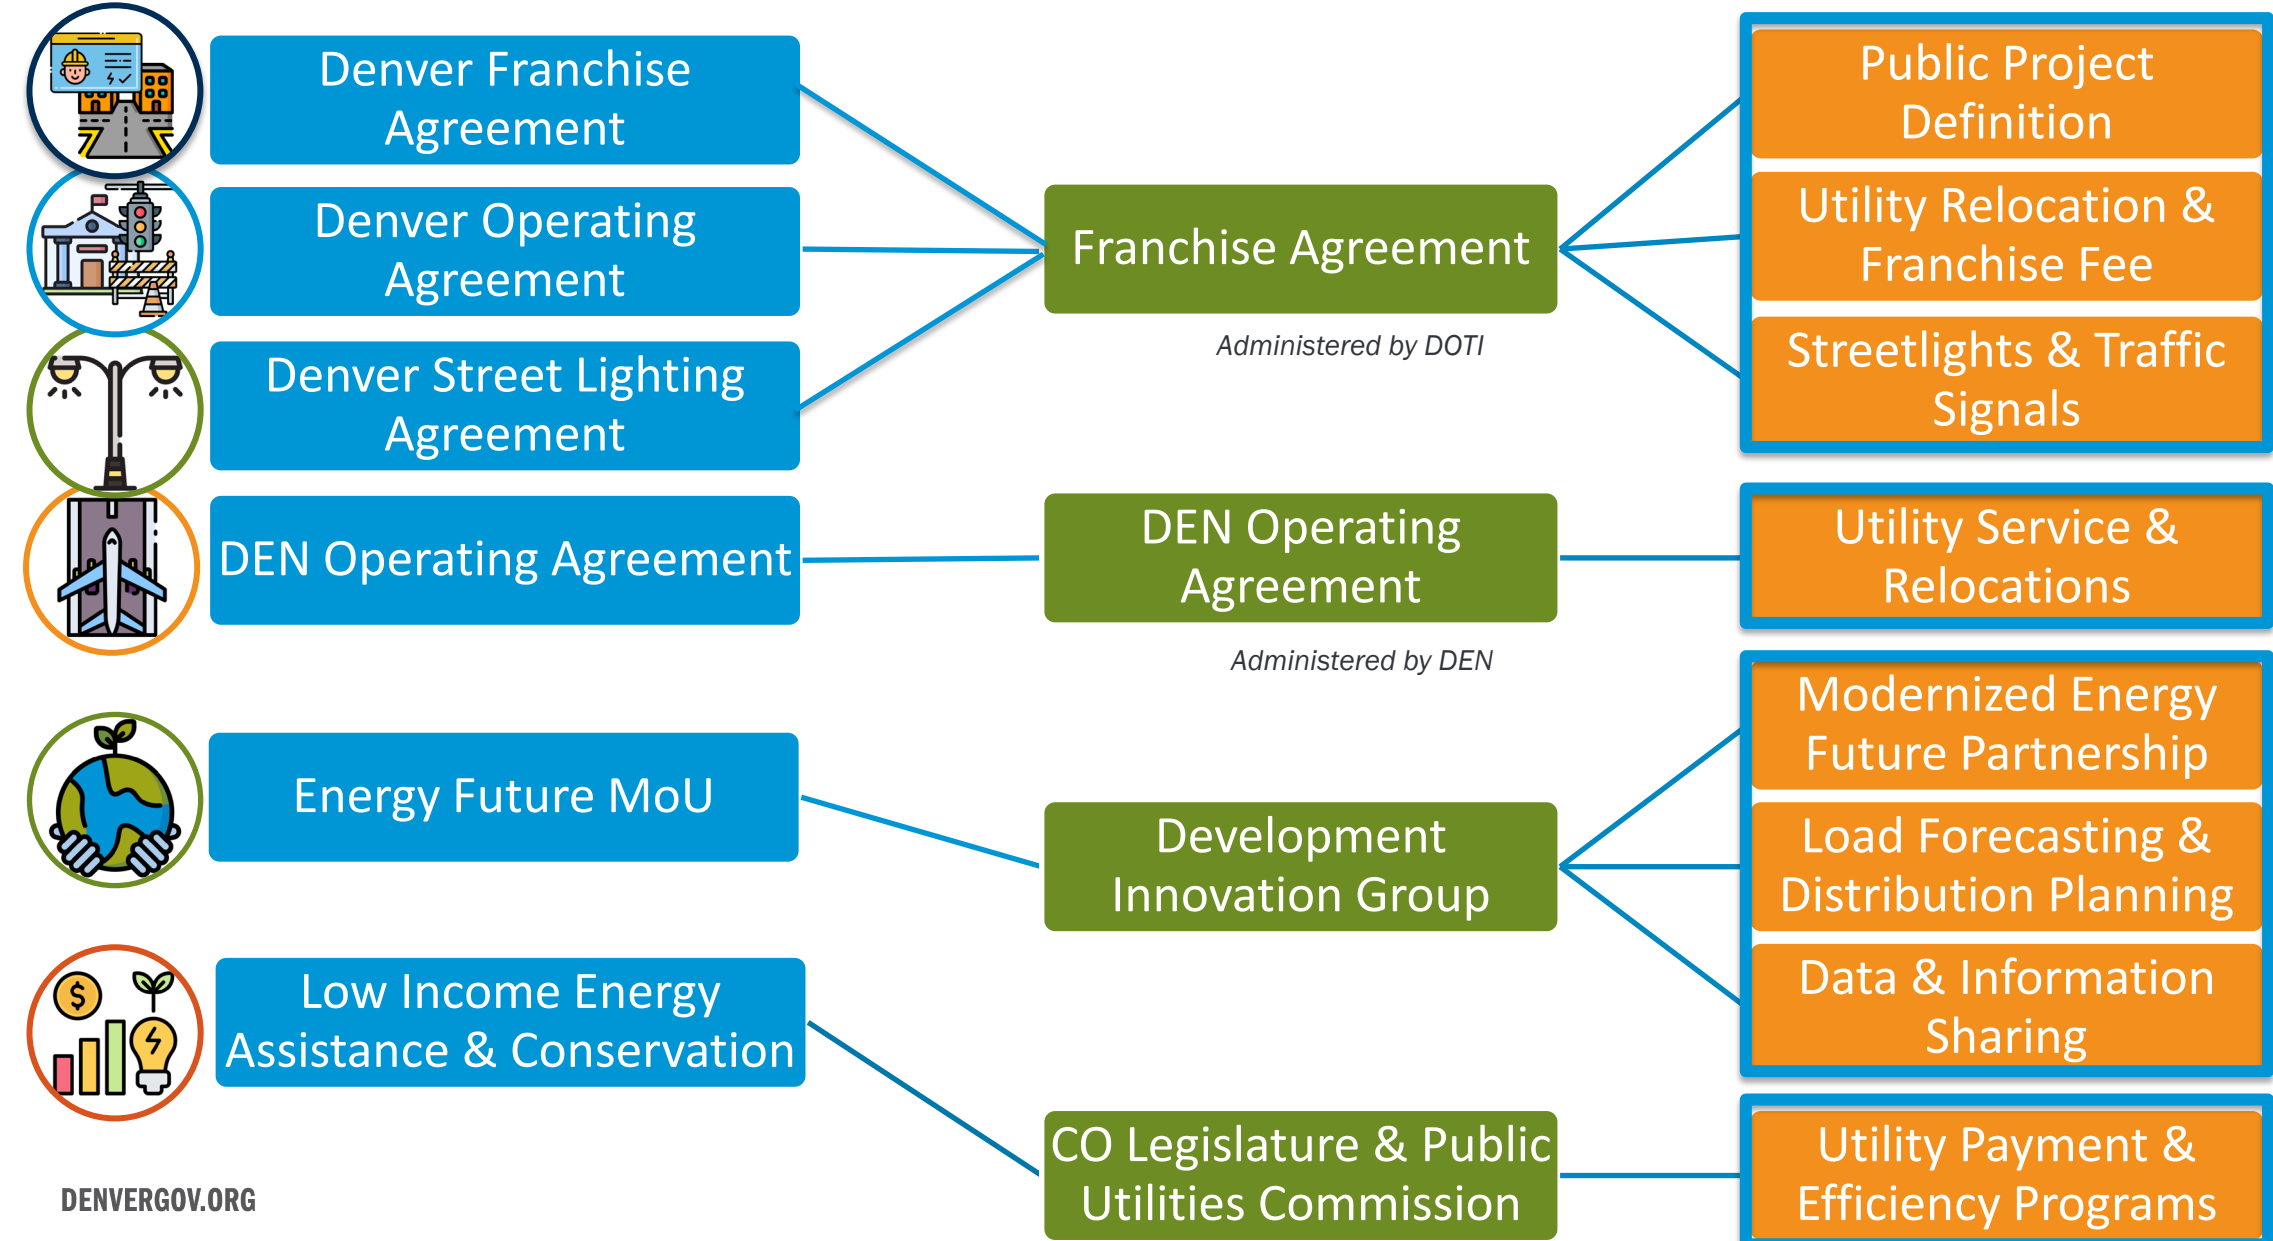 Denver Franchise
Agreement
Denver Operating
Agreement
Denver Street Lighting
Agreement
DEN Operating Agreement
Energy Future MoU
Low Income Energy
Assistance & Conservation
Franchise Agreement
Administered by DOTI
DEN Operating
Agreement
Administered by DEN
Development
Innovation Group
CO Legislature & Public
Utilities Commission
Public Project
Definition
Utility Relocation &
Franchise Fee
Streetlights & Traffic
Signals
Utility Service &
Relocations
Modernized Energy
Future Partnership
Load Forecasting &
Distribution Planning
Data & Information
Sharing
Utility Payment &
Efficiency Programs
DENVERGOV.ORG